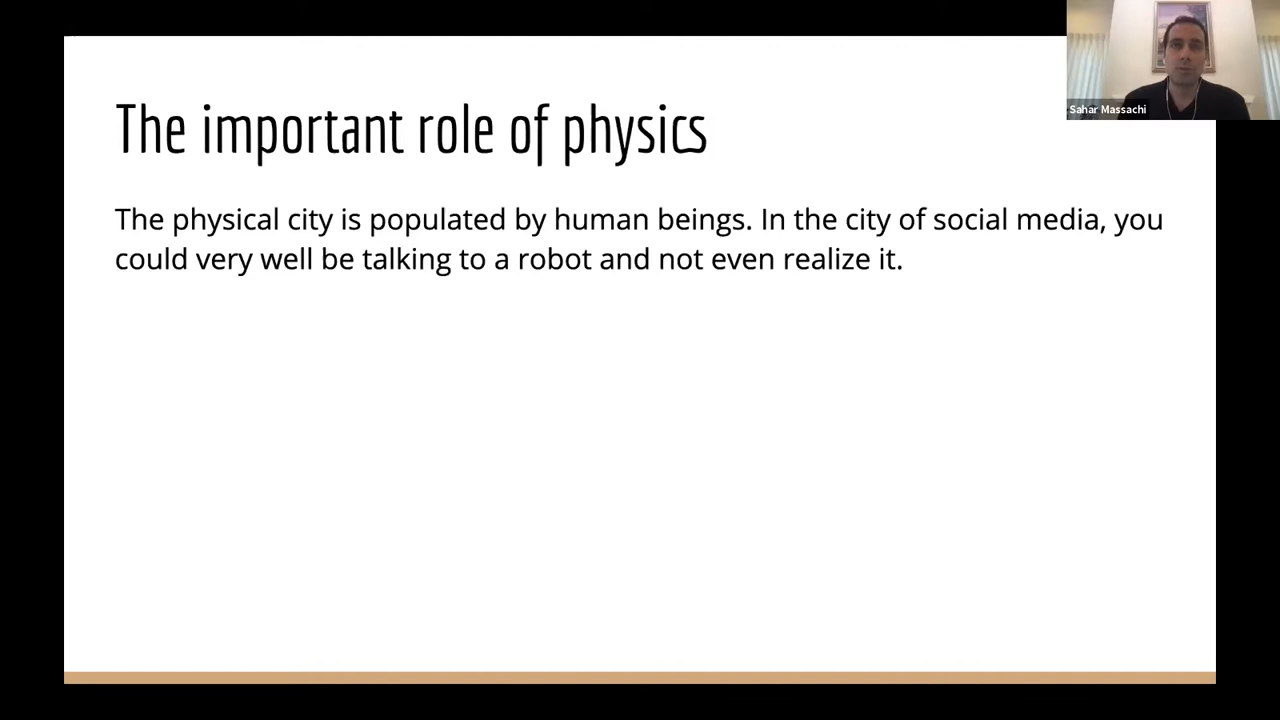 Sahar Massachi
The important role of physics
The physical city is populated by human beings. In the city of social media, you
could very well be talking to a robot and not even realize it.